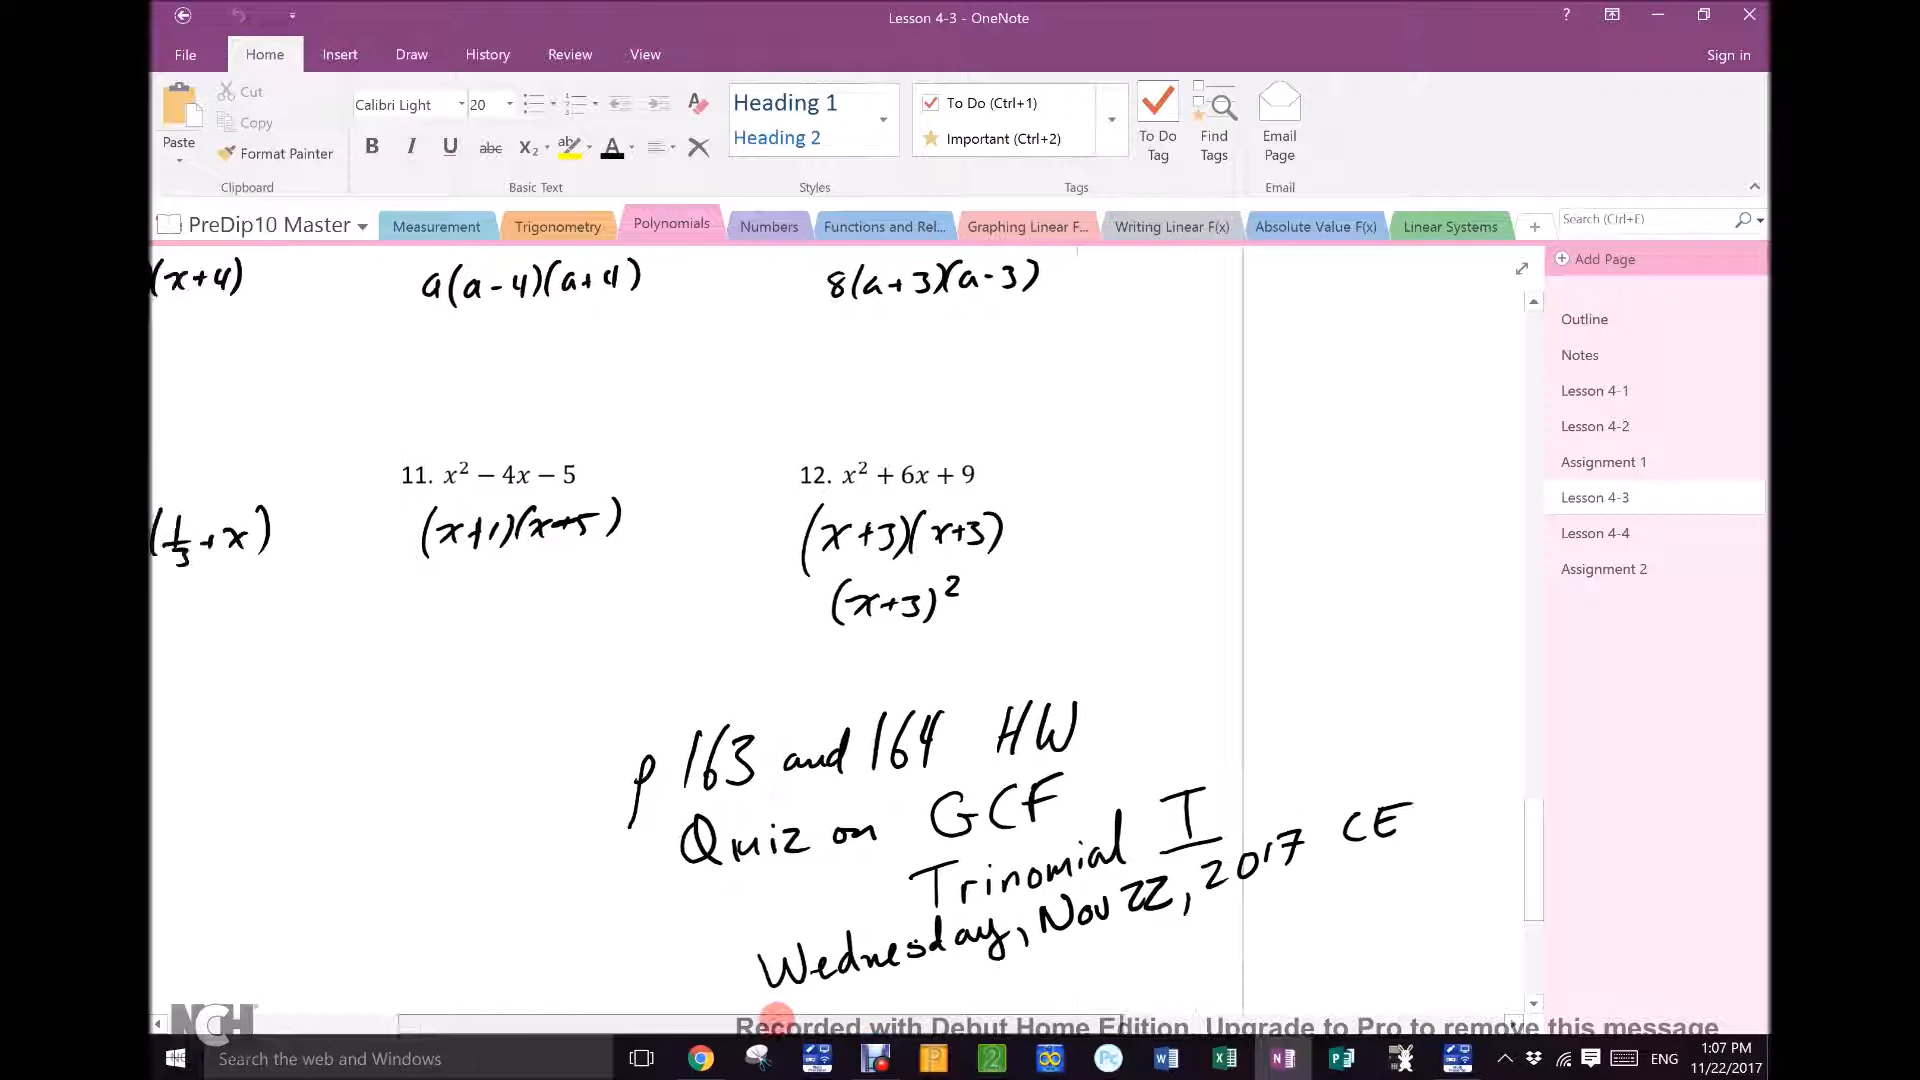 Lesson 4-3 - OneNote
?
File Home Insert Draw History Review View
Sign in
Paste
Cut
Copy
Format Painter
Clipboard
Calibri Light 20
B I U abc X₂ A
Basic Text
Heading 1
Heading 2
Styles
To Do (Ctrl+1)
Important (Ctrl+2)
Tags
To Do Tag
Find Tags
Email Page
Email
PreDip10 Master
Measurement Trigonometry Polynomials Numbers Functions and Rel... Graphing Linear F... Writing Linear F(x) Absolute Value F(x) Linear Systems +
Search (Ctrl+E)
Add Page
Outline
Notes
Lesson 4-1
Lesson 4-2
Assignment 1
Lesson 4-3
Lesson 4-4
Assignment 2
(x+4) a(a-4)(a+4) 8(a+3)(a-3)
11. x² − 4x − 5 12. x² + 6x + 9
(1/3+x) (x+1)(x+5) (x+3)(x+3)
(x+3)²
p 163 and 164 HW
Quiz on GCF
Trinomial I
Wednesday, Nov 22, 2017 CE
NCH
Recorded with Debut Home Edition. Upgrade to Pro to remove this message
Search the web and Windows
ENG
1:07 PM
11/22/2017